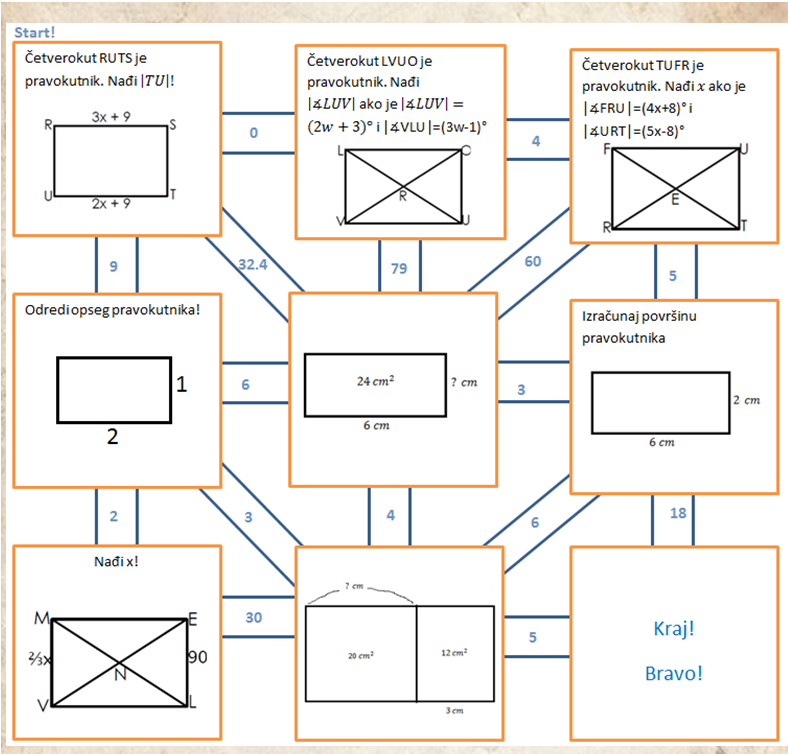 Start!
Četverokut RUTS je
pravokutnik. Nađi |TU|!
R
3x + 9
S
U
2x + 9
T
0
Četverokut LVUO je
pravokutnik. Nađi
|∡LUV| ako je |∡LUV| =
(2w + 3)° i |∡VLU|=(3w-1)°
L
O
R
V
U
4
Četverokut TUFR je
pravokutnik. Nađi x ako je
|∡FRU|=(4x+8)° i
|∡URT|=(5x-8)°
F
U
E
R
T
9
32.4
79
60
5
Odredi opseg pravokutnika!
1
2
6
24 cm²
? cm
6 cm
3
Izračunaj površinu
pravokutnika
2 cm
6 cm
2
3
4
6
18
Nađi x!
M
E
⅔x
90
N
V
L
30
? cm
20 cm²
12 cm²
3 cm
5
Kraj!
Bravo!